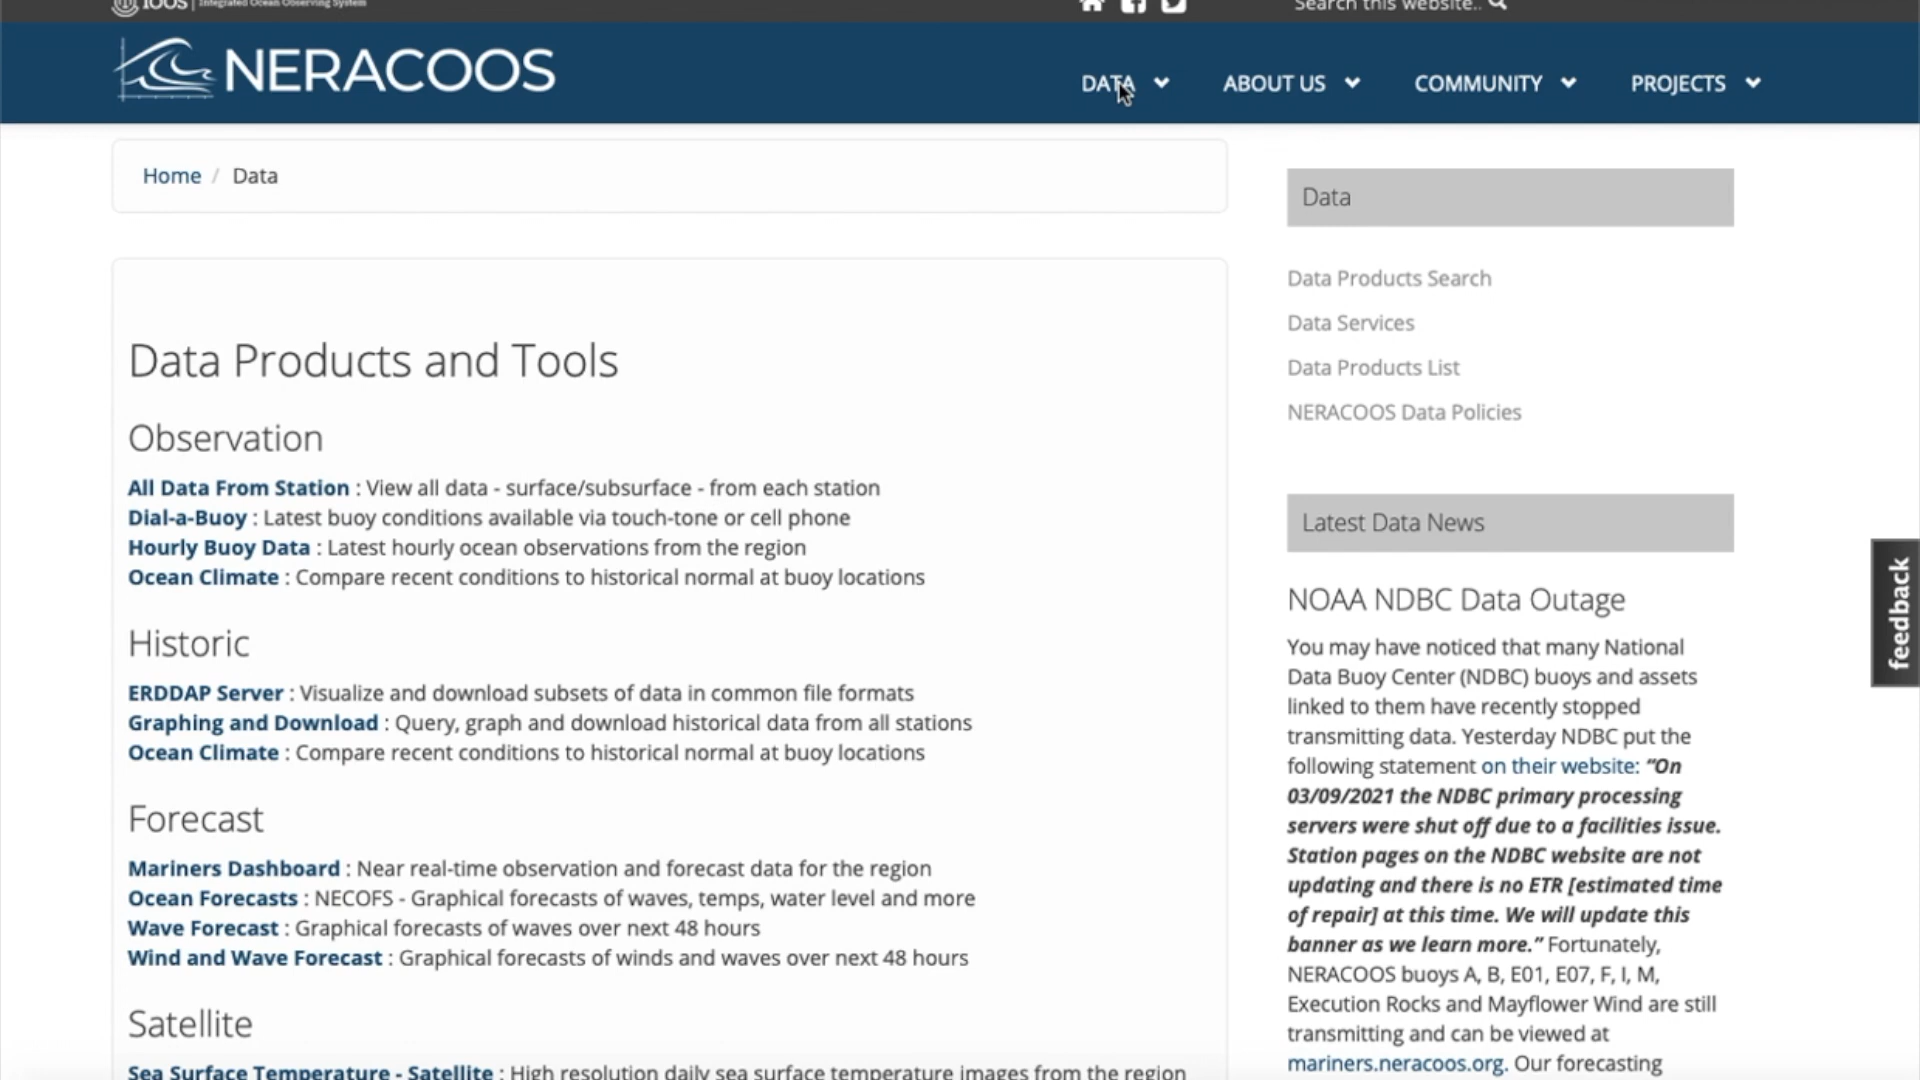 IOOS | Integrated Ocean Observing System
Search this website..
NERACOOS
DATA
ABOUT US
COMMUNITY
PROJECTS
Home / Data
Data Products and Tools
Observation
All Data From Station : View all data - surface/subsurface - from each station
Dial-a-Buoy : Latest buoy conditions available via touch-tone or cell phone
Hourly Buoy Data : Latest hourly ocean observations from the region
Ocean Climate : Compare recent conditions to historical normal at buoy locations
Historic
ERDDAP Server : Visualize and download subsets of data in common file formats
Graphing and Download : Query, graph and download historical data from all stations
Ocean Climate : Compare recent conditions to historical normal at buoy locations
Forecast
Mariners Dashboard : Near real-time observation and forecast data for the region
Ocean Forecasts : NECOFS - Graphical forecasts of waves, temps, water level and more
Wave Forecast : Graphical forecasts of waves over next 48 hours
Wind and Wave Forecast : Graphical forecasts of winds and waves over next 48 hours
Satellite
Sea Surface Temperature - Satellite : High resolution daily sea surface temperature images from the region
Data
Data Products Search
Data Services
Data Products List
NERACOOS Data Policies
Latest Data News
NOAA NDBC Data Outage
You may have noticed that many National
Data Buoy Center (NDBC) buoys and assets
linked to them have recently stopped
transmitting data. Yesterday NDBC put the
following statement on their website: “On
03/09/2021 the NDBC primary processing
servers were shut off due to a facilities issue.
Station pages on the NDBC website are not
updating and there is no ETR [estimated time
of repair] at this time. We will update this
banner as we learn more.” Fortunately,
NERACOOS buoys A, B, E01, E07, F, I, M,
Execution Rocks and Mayflower Wind are still
transmitting and can be viewed at
mariners.neracoos.org. Our forecasting
feedback